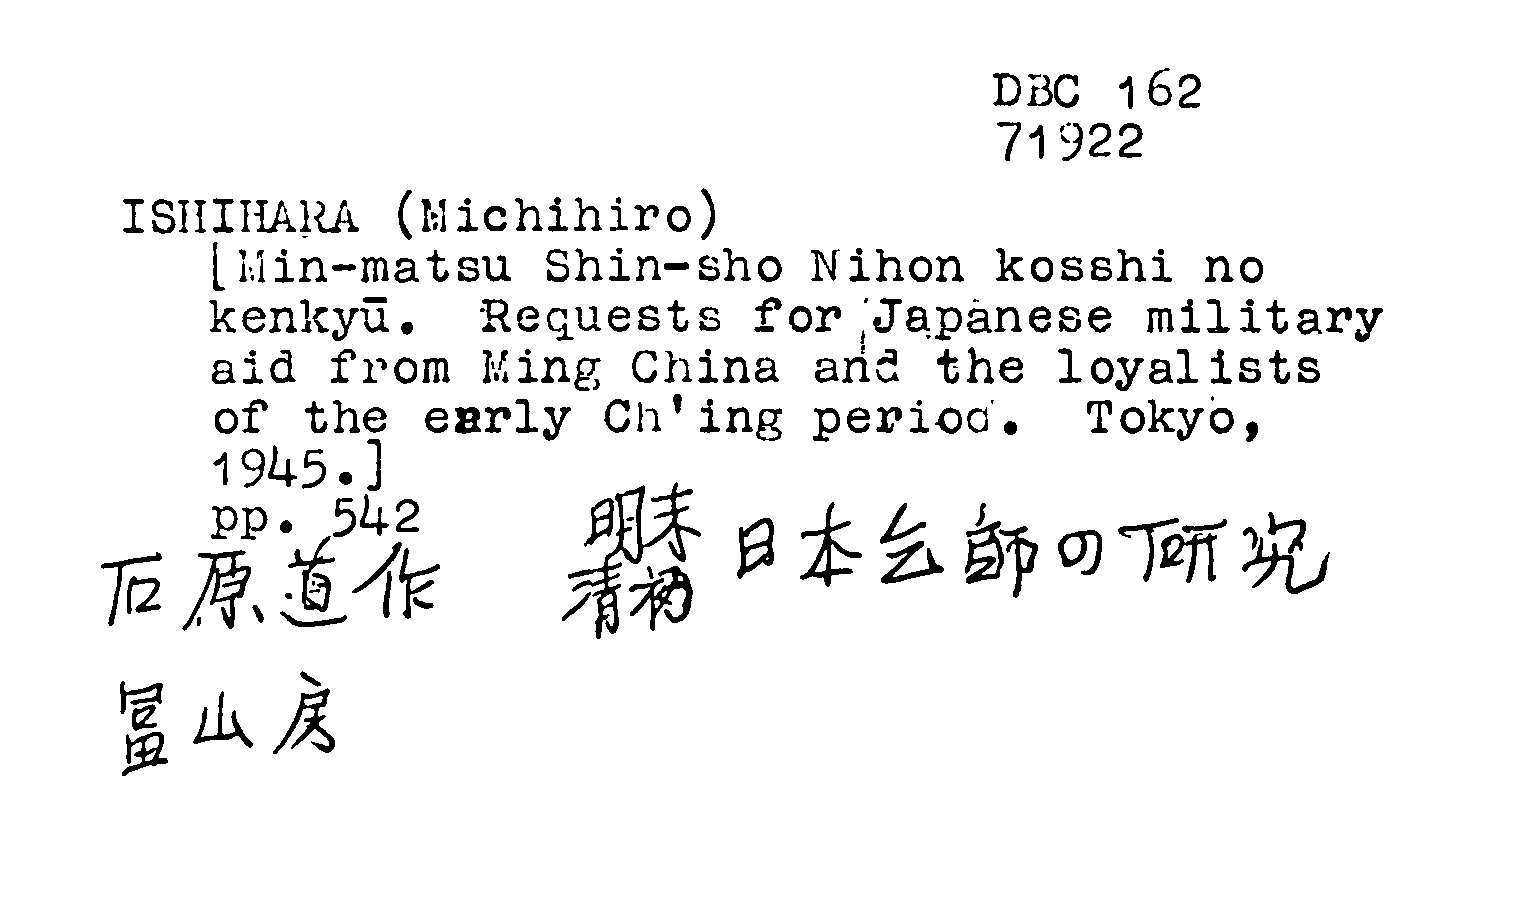 DBC 162
71922
ISHIHARA (Michihiro)
[Min-matsu Shin-sho Nihon kosshi no
kenkyū. Requests for Japanese military
aid from Ming China and the loyalists
of the early Ch'ing period. Tokyo,
1945.]
pp. 542
石原道作
明末清初 日本乞師の研究
冨山房